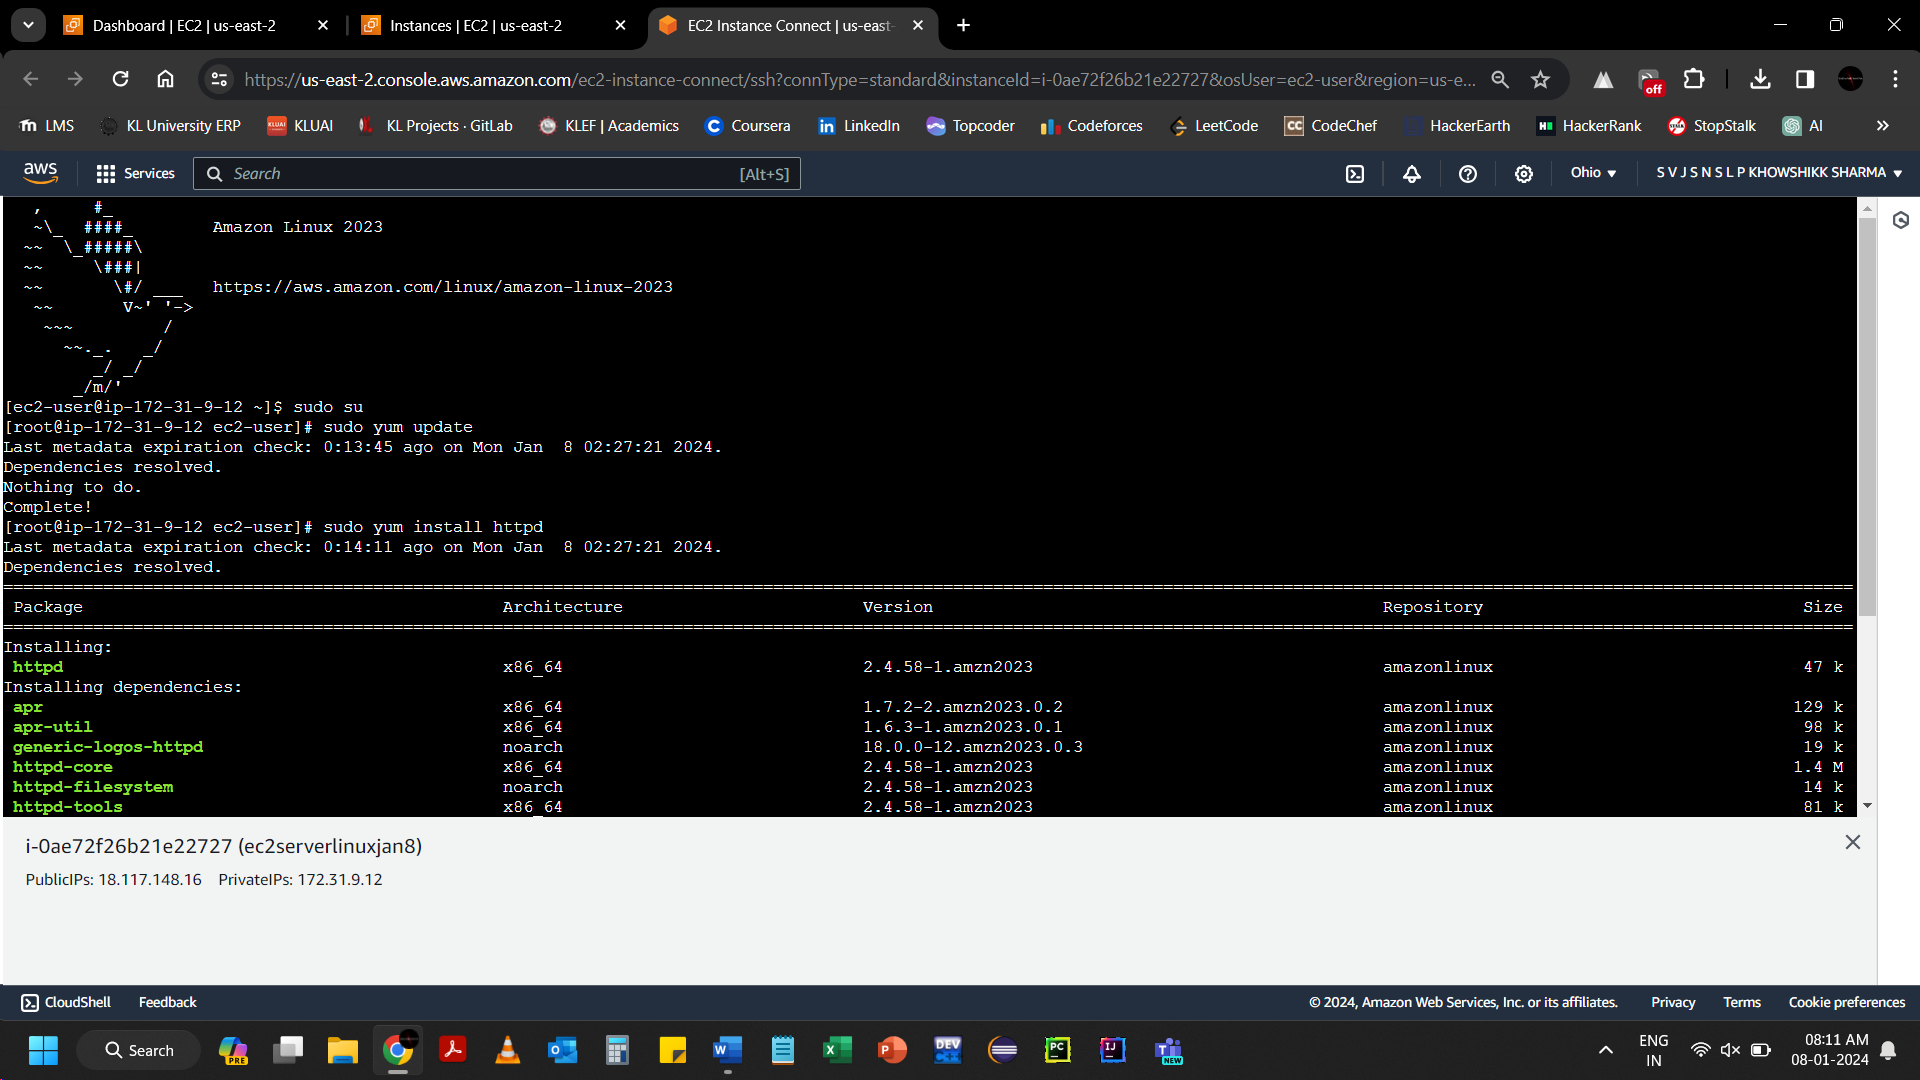 Dashboard | EC2 | us-east-2
Instances | EC2 | us-east-2
EC2 Instance Connect | us-east-
https://us-east-2.console.aws.amazon.com/ec2-instance-connect/ssh?connType=standard&instanceId=i-0ae72f26b21e22727&osUser=ec2-user&region=us-e...
off
LMS
KL University ERP
KLUAI
KL Projects · GitLab
KLEF | Academics
Coursera
LinkedIn
Topcoder
Codeforces
LeetCode
CodeChef
HackerEarth
HackerRank
StopStalk
AI
aws
Services
Search
[Alt+S]
Ohio
S V J S N S L P KHOWSHIKK SHARMA
   ,     #_
   ~\_  ####_        Amazon Linux 2023
  ~~  \_#####\
  ~~     \###|
  ~~       \#/ ___   https://aws.amazon.com/linux/amazon-linux-2023
   ~~       V~' '->
    ~~~         /
      ~~._.   _/
         _/ _/
       _/m/'
[ec2-user@ip-172-31-9-12 ~]$ sudo su
[root@ip-172-31-9-12 ec2-user]# sudo yum update
Last metadata expiration check: 0:13:45 ago on Mon Jan  8 02:27:21 2024.
Dependencies resolved.
Nothing to do.
Complete!
[root@ip-172-31-9-12 ec2-user]# sudo yum install httpd
Last metadata expiration check: 0:14:11 ago on Mon Jan  8 02:27:21 2024.
Dependencies resolved.
Package Architecture Version Repository Size
Installing:
httpd x86_64 2.4.58-1.amzn2023 amazonlinux 47 k
Installing dependencies:
apr x86_64 1.7.2-2.amzn2023.0.2 amazonlinux 129 k
apr-util x86_64 1.6.3-1.amzn2023.0.1 amazonlinux 98 k
generic-logos-httpd noarch 18.0.0-12.amzn2023.0.3 amazonlinux 19 k
httpd-core x86_64 2.4.58-1.amzn2023 amazonlinux 1.4 M
httpd-filesystem noarch 2.4.58-1.amzn2023 amazonlinux 14 k
httpd-tools x86_64 2.4.58-1.amzn2023 amazonlinux 81 k
i-0ae72f26b21e22727 (ec2serverlinuxjan8)
PublicIPs: 18.117.148.16 PrivateIPs: 172.31.9.12
CloudShell
Feedback
© 2024, Amazon Web Services, Inc. or its affiliates.
Privacy
Terms
Cookie preferences
Search
PRE
DEV
PC
IJ
NEW
ENG
IN
08:11 AM
08-01-2024